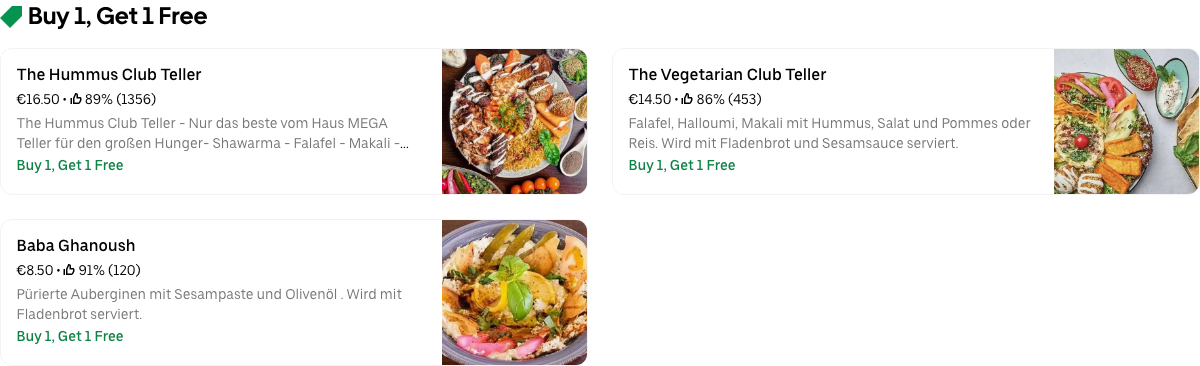 Buy 1, Get 1 Free
The Hummus Club Teller
€16.50 • 89% (1356)
The Hummus Club Teller - Nur das beste vom Haus MEGA
Teller für den großen Hunger- Shawarma - Falafel - Makali -...
Buy 1, Get 1 Free
The Vegetarian Club Teller
€14.50 • 86% (453)
Falafel, Halloumi, Makali mit Hummus, Salat und Pommes oder
Reis. Wird mit Fladenbrot und Sesamsauce serviert.
Buy 1, Get 1 Free
Baba Ghanoush
€8.50 • 91% (120)
Pürierte Auberginen mit Sesampaste und Olivenöl . Wird mit
Fladenbrot serviert.
Buy 1, Get 1 Free